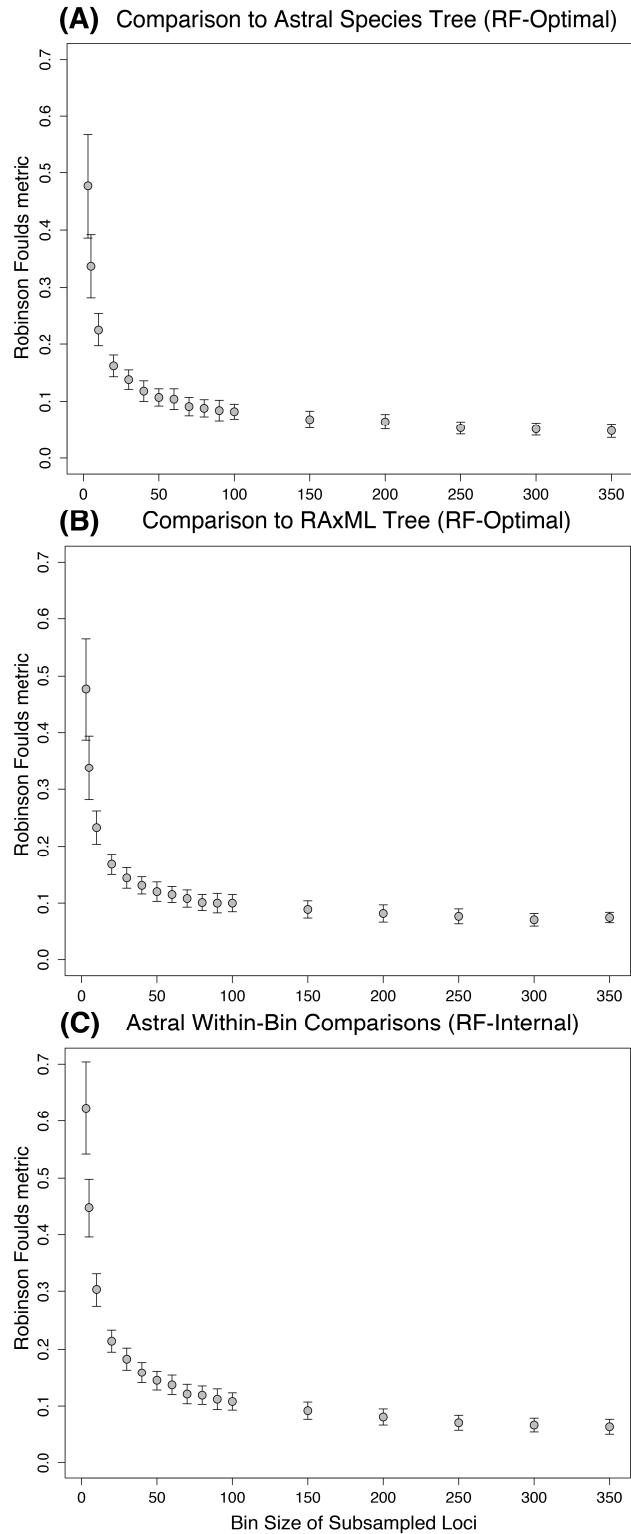 (A) Comparison to Astral Species Tree (RF-Optimal)
Robinson Foulds metric
0.7
0.6
0.5
0.4
0.3
0.2
0.1
0.0
0 50 100 150 200 250 300 350
(B) Comparison to RAxML Tree (RF-Optimal)
Robinson Foulds metric
0.7
0.6
0.5
0.4
0.3
0.2
0.1
0.0
0 50 100 150 200 250 300 350
(C) Astral Within-Bin Comparisons (RF-Internal)
Robinson Foulds metric
0.7
0.6
0.5
0.4
0.3
0.2
0.1
0.0
0 50 100 150 200 250 300 350
Bin Size of Subsampled Loci